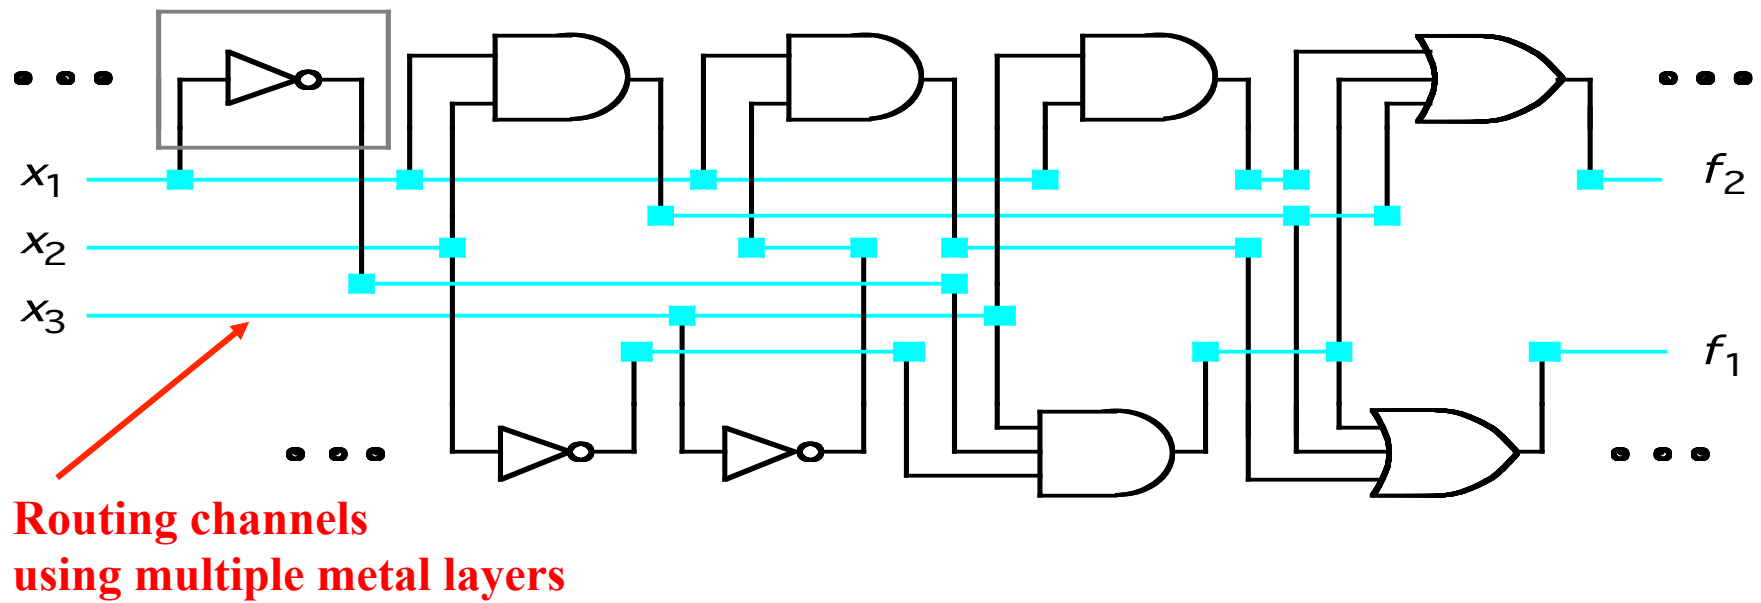 x₁
f₂
x₂
x₃
f₁
Routing channels
using multiple metal layers